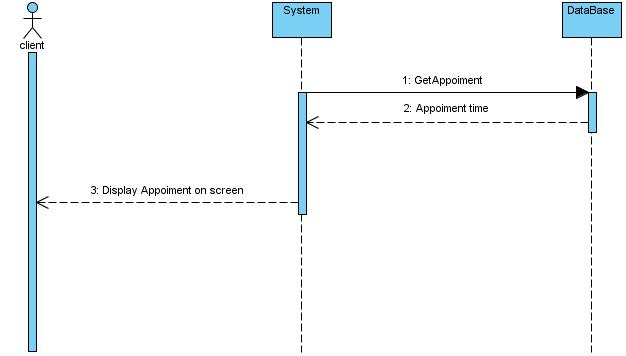 System
DataBase
client
1: GetAppoiment
2: Appoiment time
3: Display Appoiment on screen